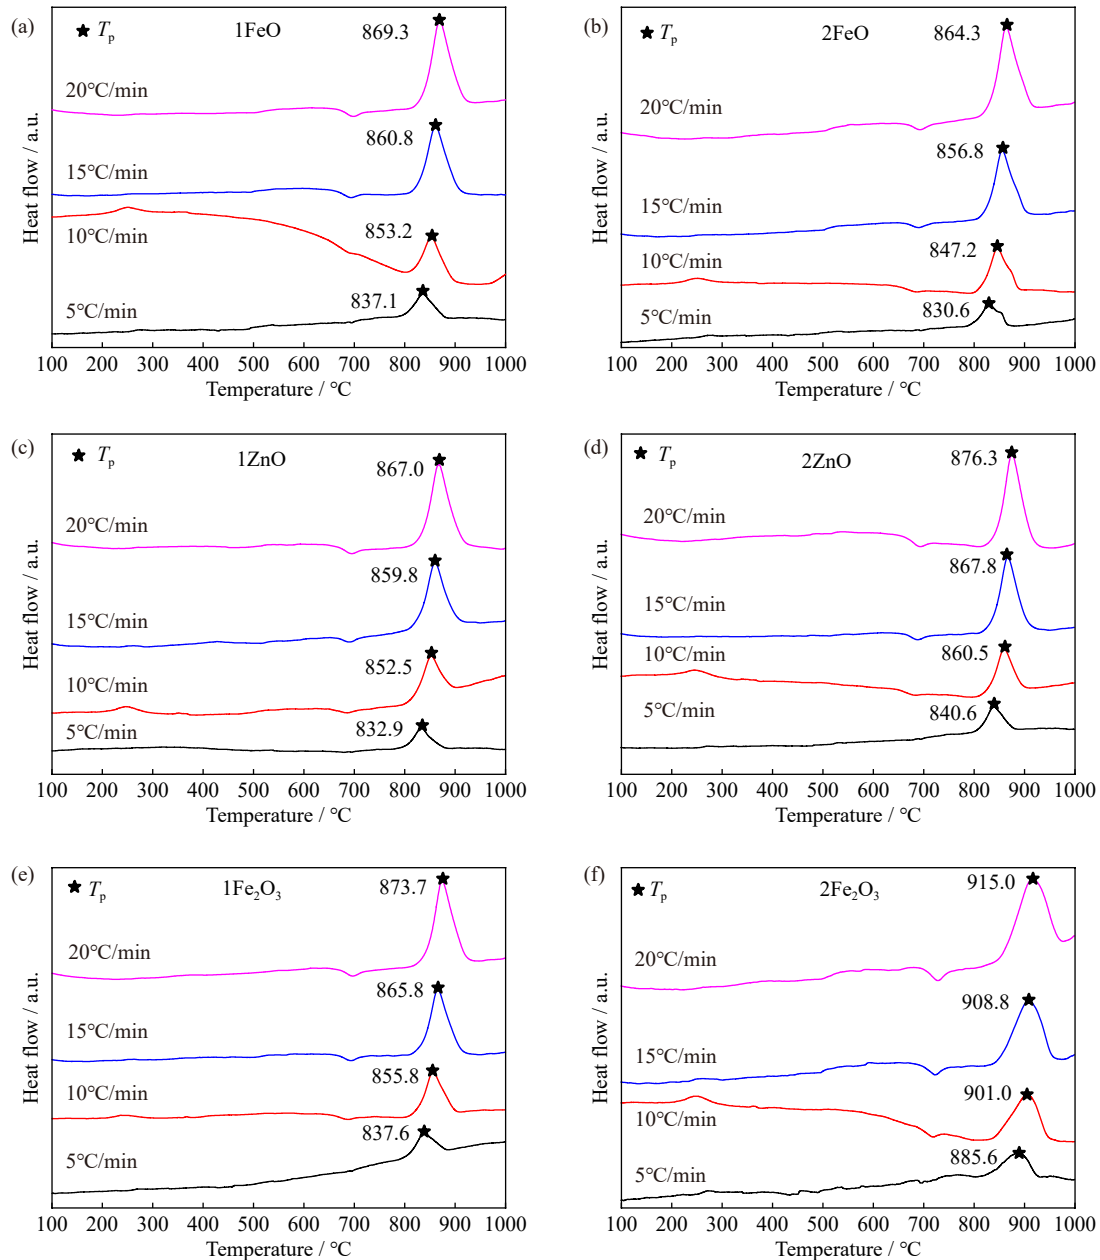 (a)
★ Tp
1FeO
869.3
20°C/min
860.8
15°C/min
10°C/min
853.2
837.1
5°C/min
Heat flow / a.u.
100 200 300 400 500 600 700 800 900 1000
Temperature / °C
(b)
★ Tp
2FeO
864.3
20°C/min
856.8
15°C/min
10°C/min
847.2
830.6
5°C/min
Heat flow / a.u.
100 200 300 400 500 600 700 800 900 1000
Temperature / °C
(c)
★ Tp
1ZnO
867.0
20°C/min
859.8
15°C/min
852.5
10°C/min
832.9
5°C/min
Heat flow / a.u.
100 200 300 400 500 600 700 800 900 1000
Temperature / °C
(d)
★ Tp
2ZnO
876.3
20°C/min
867.8
15°C/min
10°C/min
860.5
840.6
5°C/min
Heat flow / a.u.
100 200 300 400 500 600 700 800 900 1000
Temperature / °C
(e)
★ Tp
1Fe₂O₃
873.7
20°C/min
865.8
15°C/min
10°C/min
855.8
837.6
5°C/min
Heat flow / a.u.
100 200 300 400 500 600 700 800 900 1000
Temperature / °C
(f)
★ Tp
2Fe₂O₃
915.0
20°C/min
908.8
15°C/min
901.0
10°C/min
885.6
5°C/min
Heat flow / a.u.
100 200 300 400 500 600 700 800 900 1000
Temperature / °C